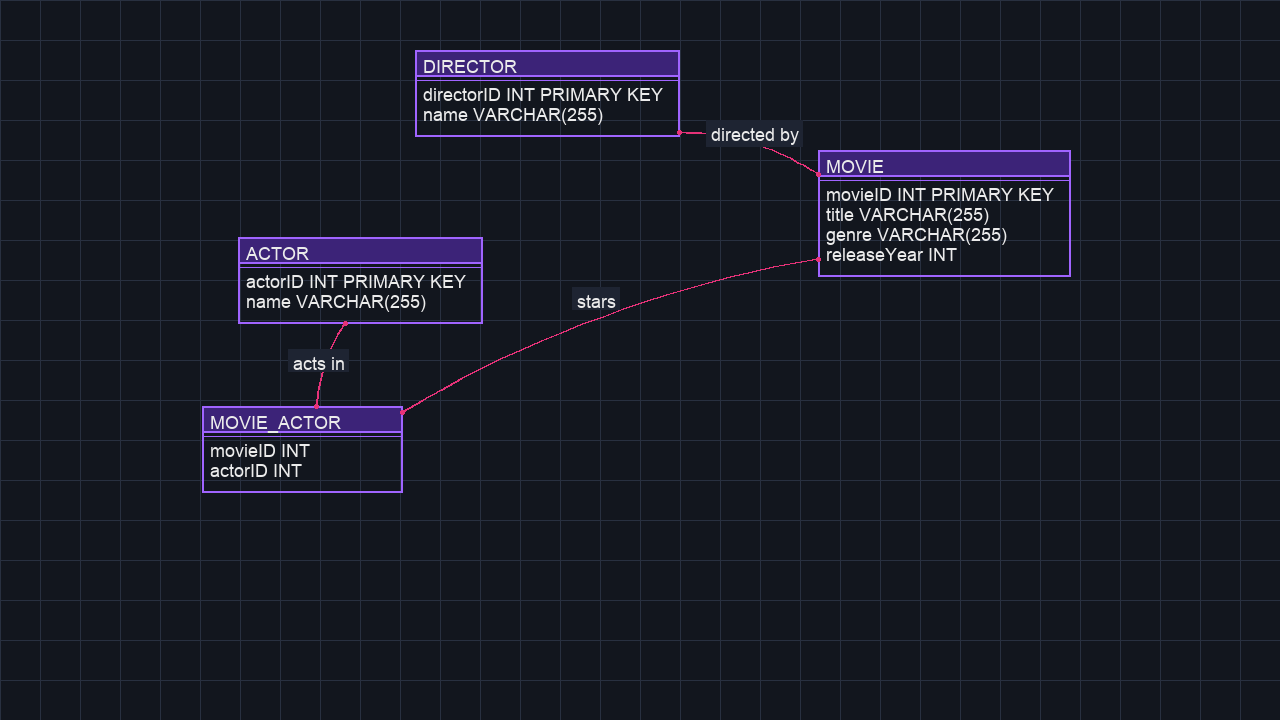 DIRECTOR
directorID INT PRIMARY KEY
name VARCHAR(255)
directed by
MOVIE
movieID INT PRIMARY KEY
title VARCHAR(255)
genre VARCHAR(255)
releaseYear INT
ACTOR
actorID INT PRIMARY KEY
name VARCHAR(255)
stars
acts in
MOVIE_ACTOR
movieID INT
actorID INT